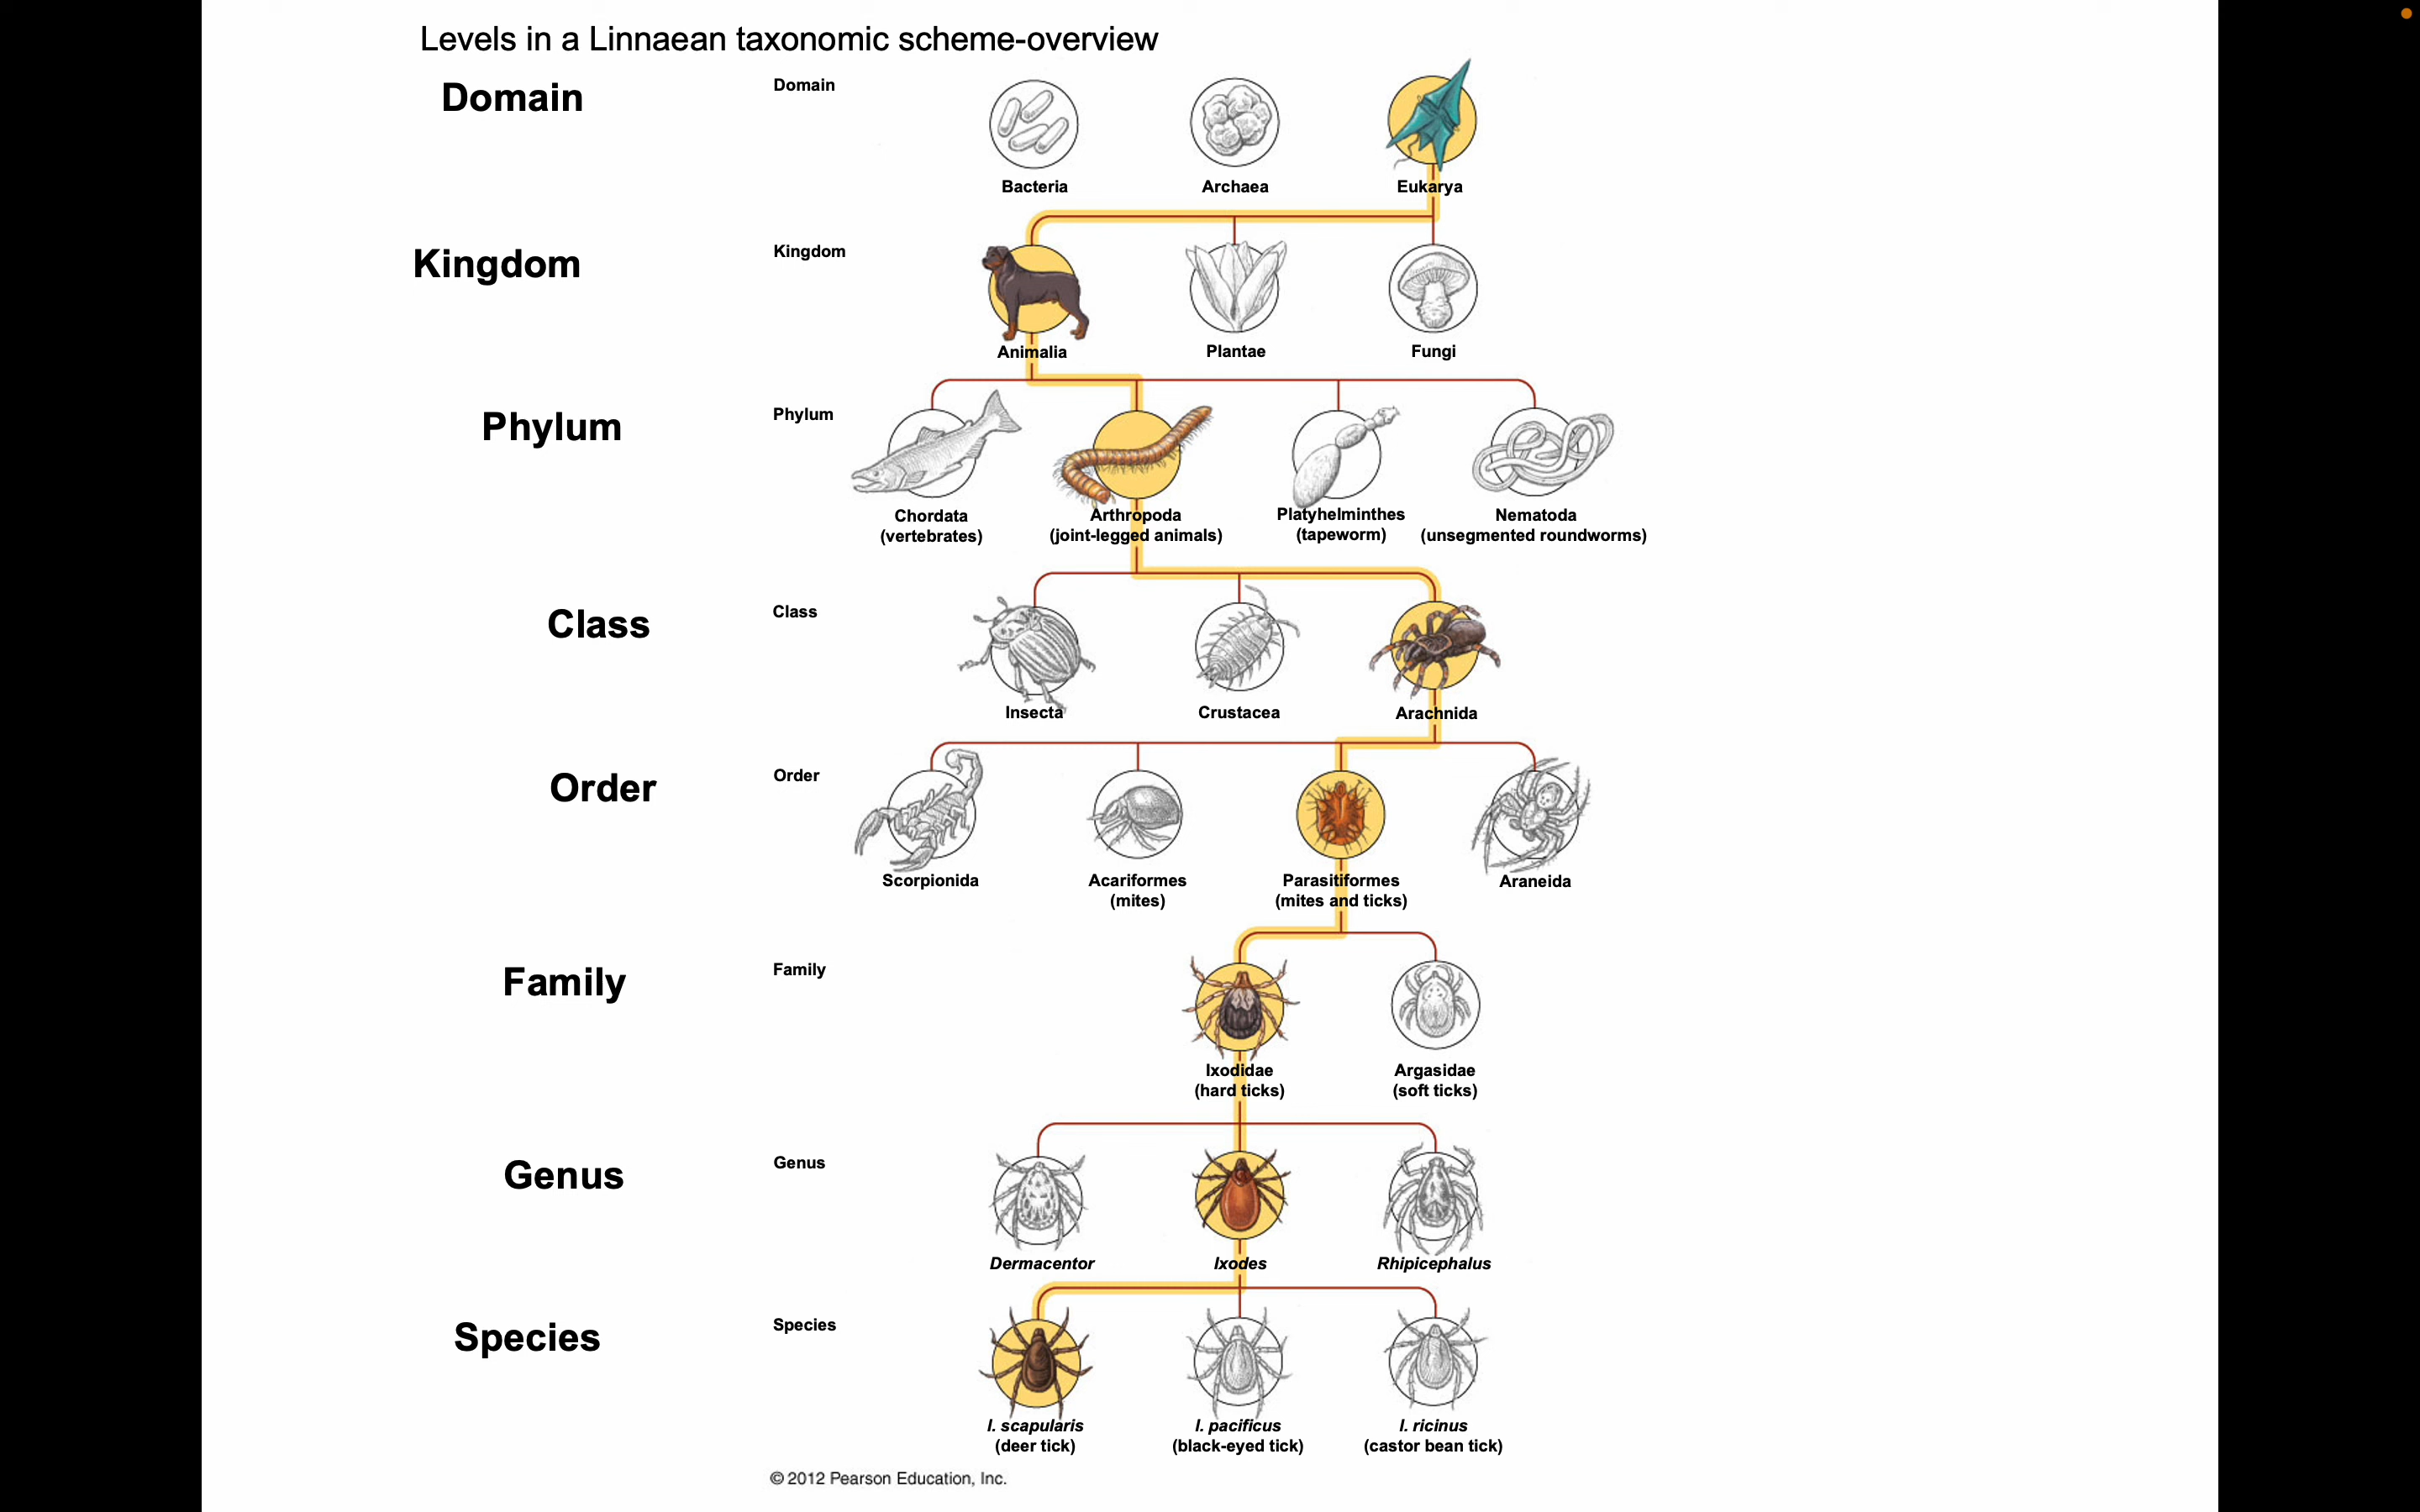 Levels in a Linnaean taxonomic scheme-overview
Domain
Domain
Bacteria
Archaea
Eukarya
Kingdom
Kingdom
Animalia
Plantae
Fungi
Phylum
Phylum
Chordata
(vertebrates)
Arthropoda
(joint-legged animals)
Platyhelminthes
(tapeworm)
Nematoda
(unsegmented roundworms)
Class
Class
Insecta
Crustacea
Arachnida
Order
Order
Scorpionida
Acariformes
(mites)
Parasitiformes
(mites and ticks)
Araneida
Family
Family
Ixodidae
(hard ticks)
Argasidae
(soft ticks)
Genus
Genus
Dermacentor
Ixodes
Rhipicephalus
Species
Species
I. scapularis
(deer tick)
I. pacificus
(black-eyed tick)
I. ricinus
(castor bean tick)
© 2012 Pearson Education, Inc.